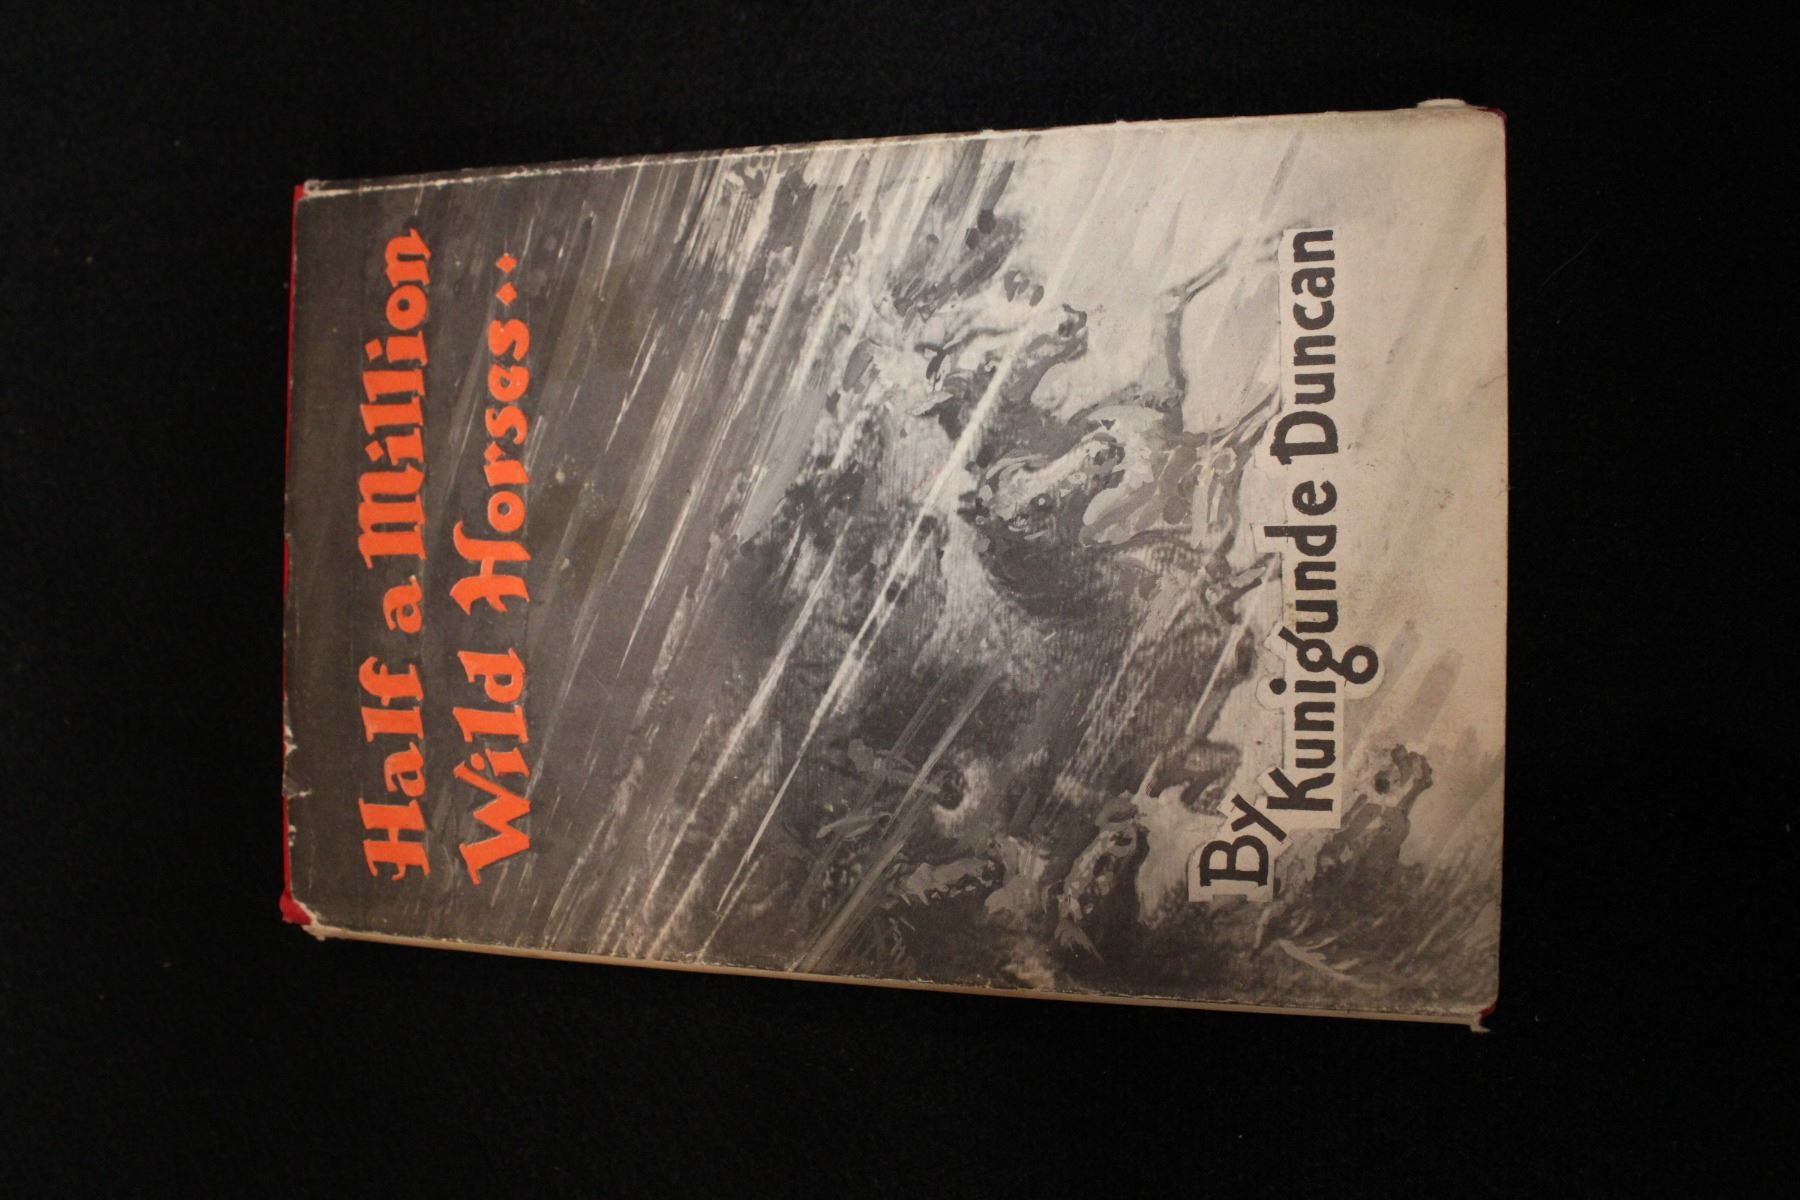 Half a Million
Wild Horses..
By
Kunigunde Duncan